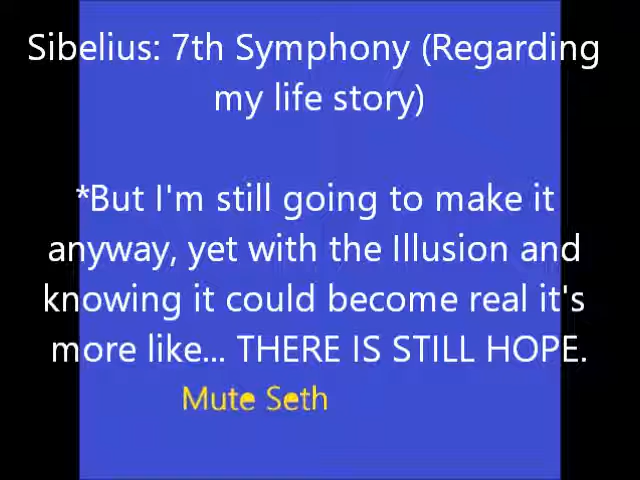 Sibelius: 7th Symphony (Regarding
my life story)
*But I'm still going to make it
anyway, yet with the Illusion and
knowing it could become real it's
more like... THERE IS STILL HOPE.
Mute Seth